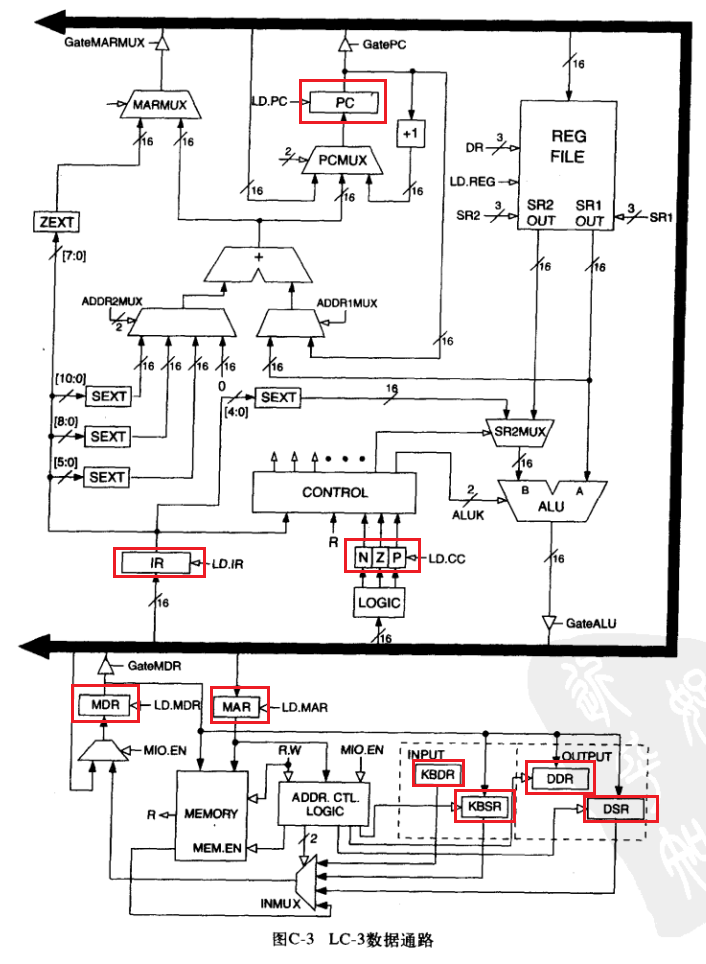 GateMARMUX
GatePC
16
MARMUX
LD.PC
PC
+1
REG
FILE
DR
3
LD.REG
SR2
3
SR2
OUT
SR1
OUT
3
SR1
16
16
2
PCMUX
16
16
16
16
ZEXT
[7:0]
+
16
16
ADDR2MUX
2
ADDR1MUX
16
16
16
16
0
16
16
[10:0]
SEXT
[4:0]
SEXT
16
[8:0]
SEXT
SR2MUX
16
[5:0]
SEXT
CONTROL
2
ALUK
B
A
ALU
R
IR
LD.IR
N
Z
P
LD.CC
16
LOGIC
16
16
GateALU
GateMDR
MDR
LD.MDR
MAR
LD.MAR
MIO.EN
R.W
MIO.EN
INPUT
OUTPUT
KBDR
DDR
MEMORY
R
MEM.EN
ADDR. CTL.
LOGIC
KBSR
DSR
2
INMUX
图C-3 LC-3数据通路